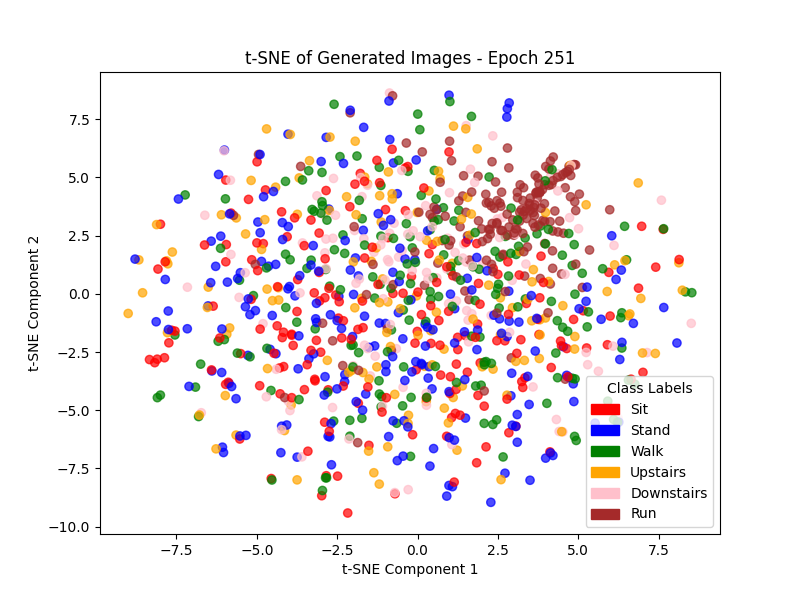 t-SNE of Generated Images - Epoch 251
t-SNE Component 2
7.5
5.0
2.5
0.0
−2.5
−5.0
−7.5
−10.0
Class Labels
Sit
Stand
Walk
Upstairs
Downstairs
Run
−7.5 −5.0 −2.5 0.0 2.5 5.0 7.5
t-SNE Component 1